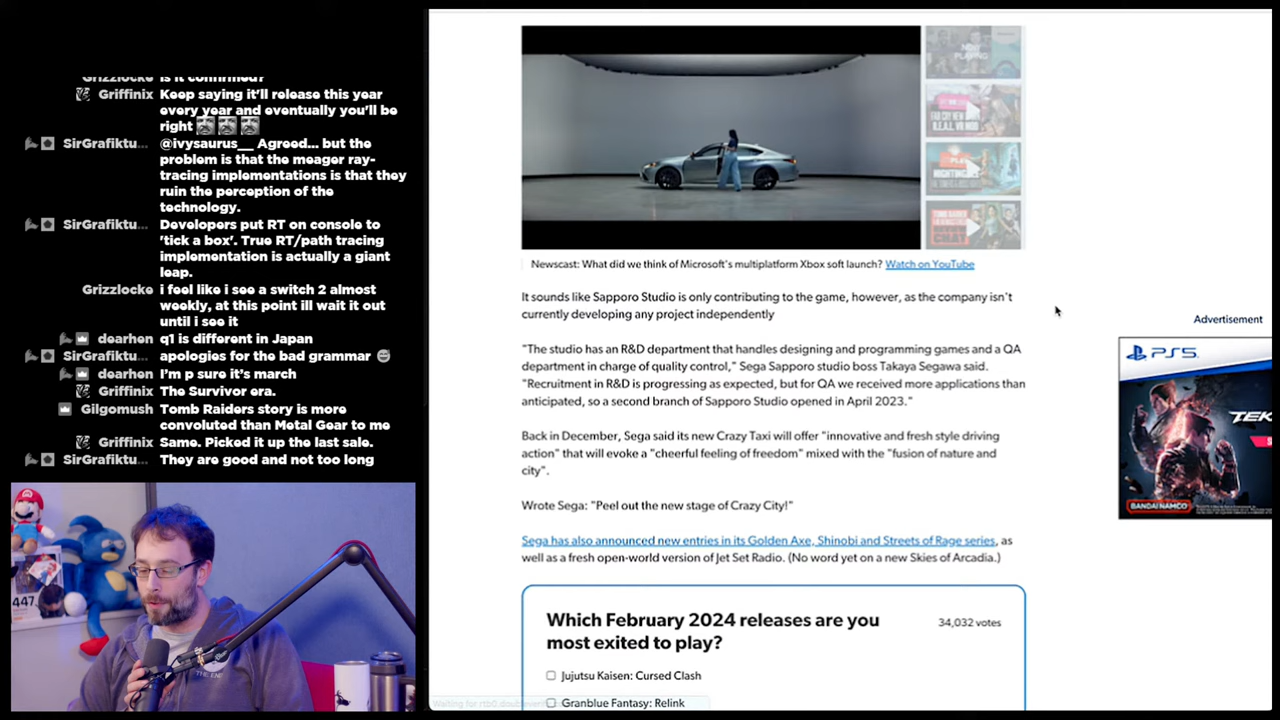 Grizzlocke is it confirmed?
Griffinix Keep saying it'll release this year
every year and eventually you'll be
right
SirGrafiktu... @ivysaurus__ Agreed... but the
problem is that the meager ray-
tracing implementations is that they
ruin the perception of the
technology.
SirGrafiktu... Developers put RT on console to
'tick a box'. True RT/path tracing
implementation is actually a giant
leap.
Grizzlocke i feel like i see a switch 2 almost
weekly, at this point ill wait it out
until i see it
dearhen q1 is different in Japan
SirGrafiktu... apologies for the bad grammar
dearhen I'm p sure it's march
Griffinix The Survivor era.
Gilgomush Tomb Raiders story is more
convoluted than Metal Gear to me
Griffinix Same. Picked it up the last sale.
SirGrafiktu... They are good and not too long
447
THE END
NOW
PLAYING
Newscast: What did we think of Microsoft's multiplatform Xbox soft launch? Watch on YouTube
It sounds like Sapporo Studio is only contributing to the game, however, as the company isn't
currently developing any project independently
"The studio has an R&D department that handles designing and programming games and a QA
department in charge of quality control," Sega Sapporo studio boss Takaya Segawa said.
"Recruitment in R&D is progressing as expected, but for QA we received more applications than
anticipated, so a second branch of Sapporo Studio opened in April 2023."
Back in December, Sega said its new Crazy Taxi will offer "innovative and fresh style driving
action" that will evoke a "cheerful feeling of freedom" mixed with the "fusion of nature and
city".
Wrote Sega: "Peel out the new stage of Crazy City!"
Sega has also announced new entries in its Golden Axe, Shinobi and Streets of Rage series, as
well as a fresh open-world version of Jet Set Radio. (No word yet on a new Skies of Arcadia.)
Which February 2024 releases are you
most exited to play?
34,032 votes
Jujutsu Kaisen: Cursed Clash
Granblue Fantasy: Relink
Advertisement
PS5
TEK
BANDAI NAMCO